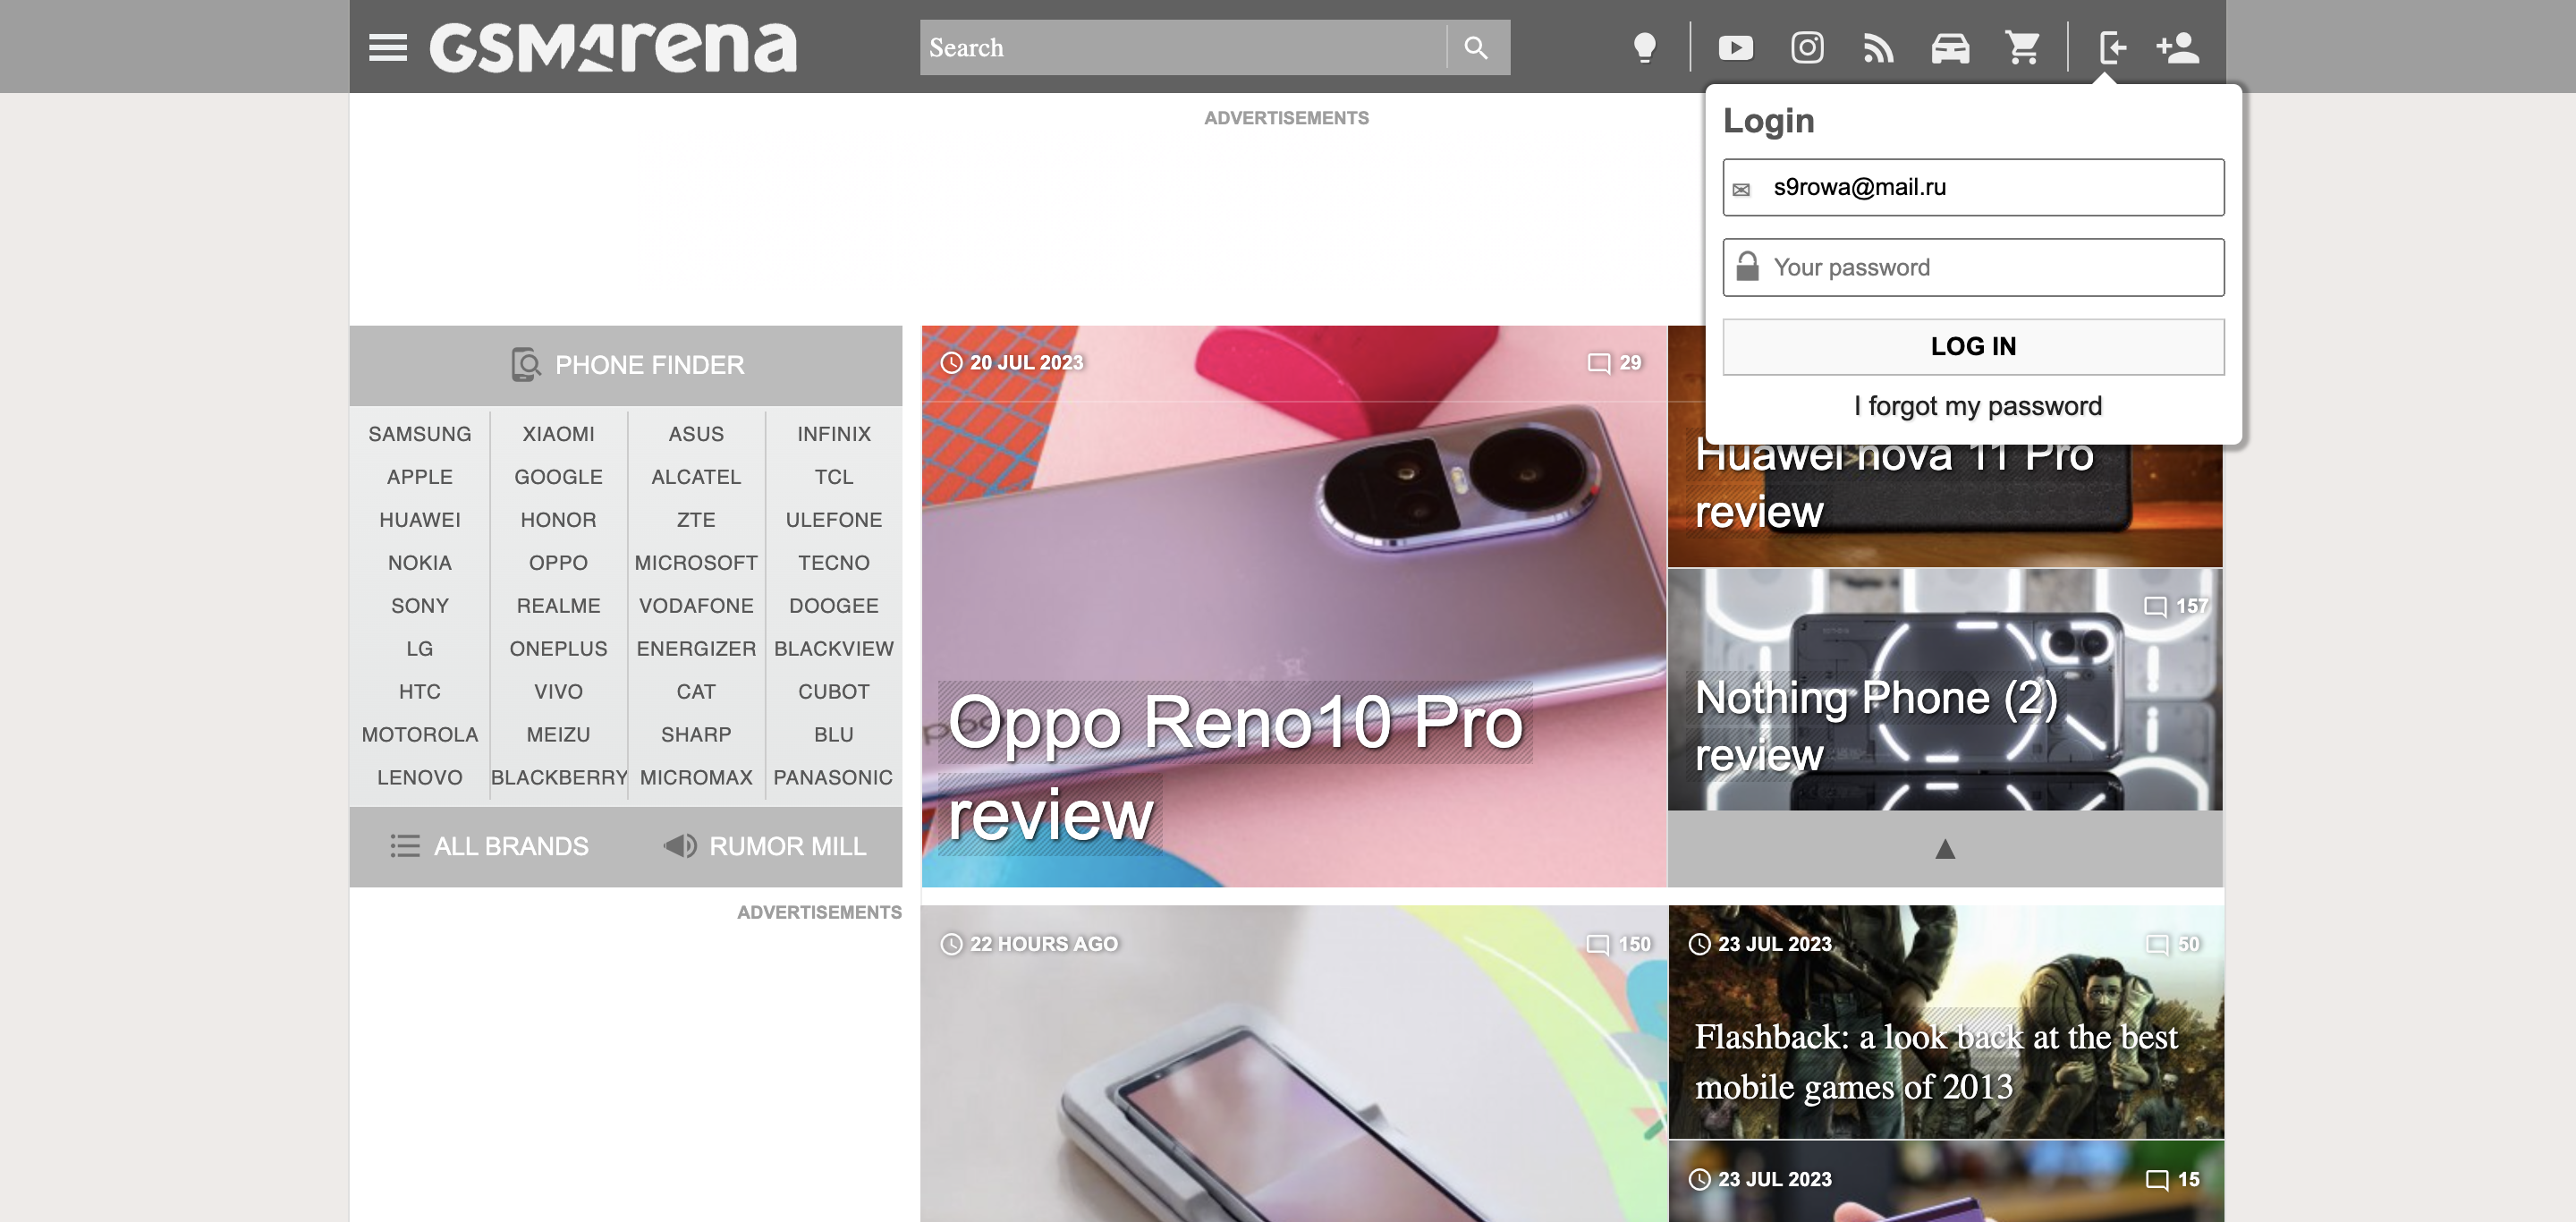 GSMArena
Search
ADVERTISEMENTS
Login
s9rowa@mail.ru
Your password
LOG IN
I forgot my password
PHONE FINDER
SAMSUNG XIAOMI ASUS INFINIX
APPLE GOOGLE ALCATEL TCL
HUAWEI HONOR ZTE ULEFONE
NOKIA OPPO MICROSOFT TECNO
SONY REALME VODAFONE DOOGEE
LG ONEPLUS ENERGIZER BLACKVIEW
HTC VIVO CAT CUBOT
MOTOROLA MEIZU SHARP BLU
LENOVO BLACKBERRY MICROMAX PANASONIC
ALL BRANDS RUMOR MILL
ADVERTISEMENTS
20 JUL 2023 29
Oppo Reno10 Pro
review
Huawei nova 11 Pro
review
157
Nothing Phone (2)
review
22 HOURS AGO 150
23 JUL 2023 50
Flashback: a look back at the best
mobile games of 2013
23 JUL 2023 15